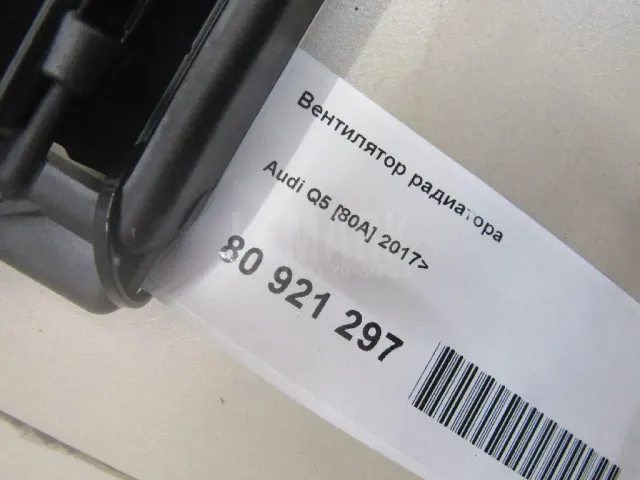 Вентилятор радиатора
Audi Q5 [80A] 2017>
80 921 297